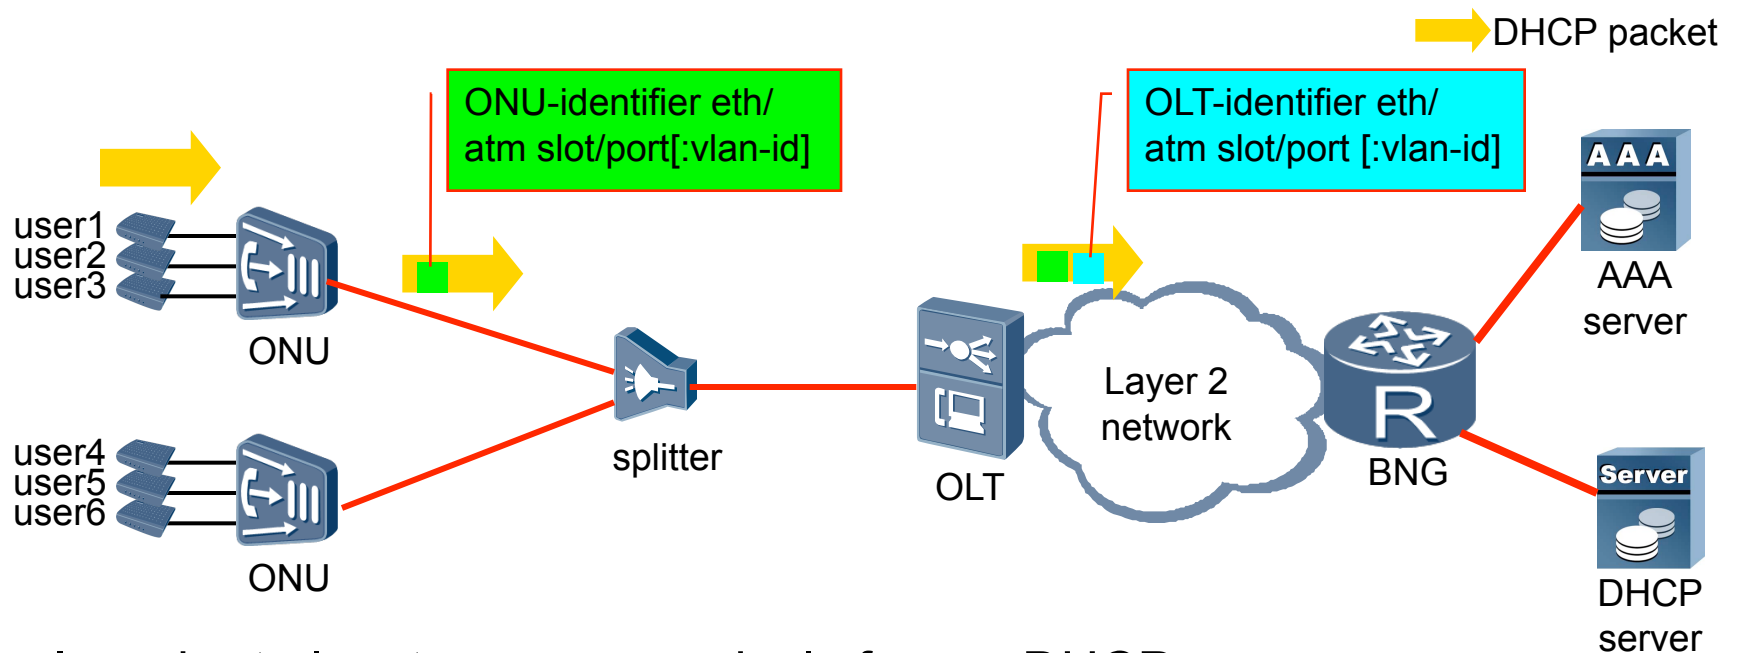 DHCP packet
ONU-identifier eth/
atm slot/port[:vlan-id]
OLT-identifier eth/
atm slot/port [:vlan-id]
AAA
AAA
server
user1
user2
user3
ONU
splitter
OLT
Layer 2
network
R
BNG
user4
user5
user6
ONU
Server
DHCP
server